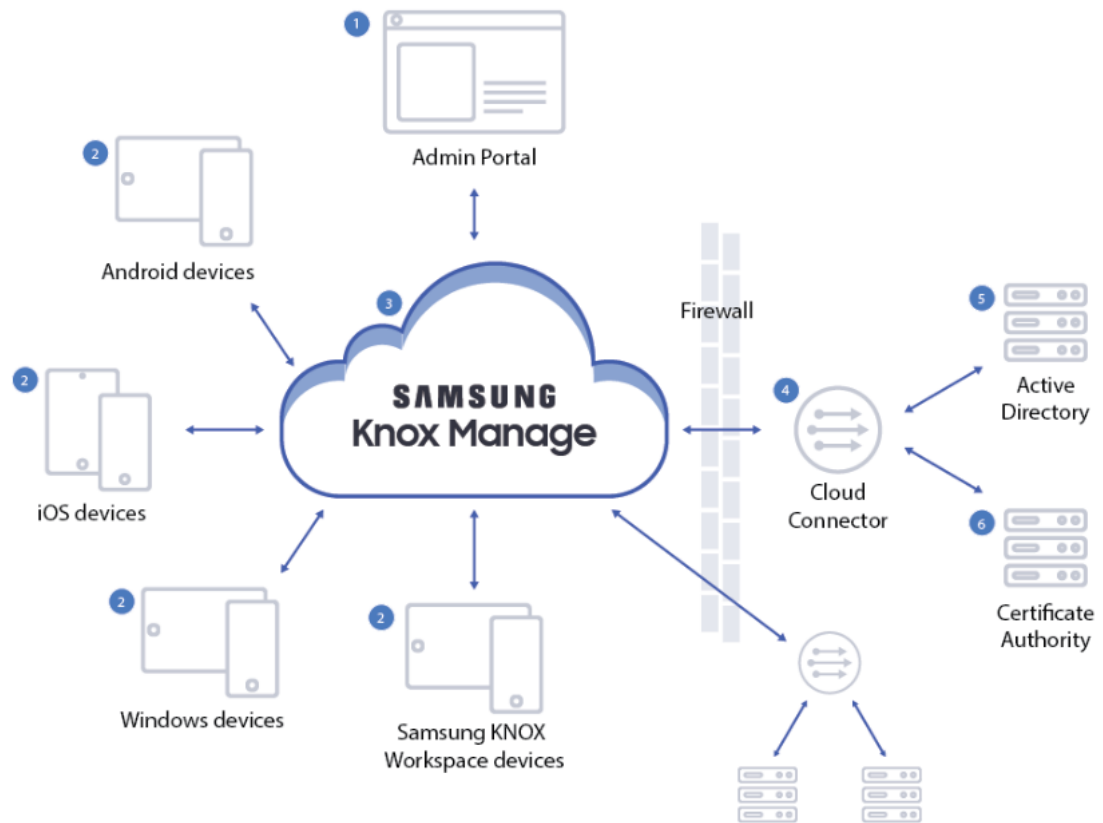 1
Admin Portal
2
Android devices
3
Firewall
5
Active
Directory
2
iOS devices
SAMSUNG
Knox Manage
4
Cloud
Connector
6
Certificate
Authority
2
Windows devices
2
Samsung KNOX
Workspace devices